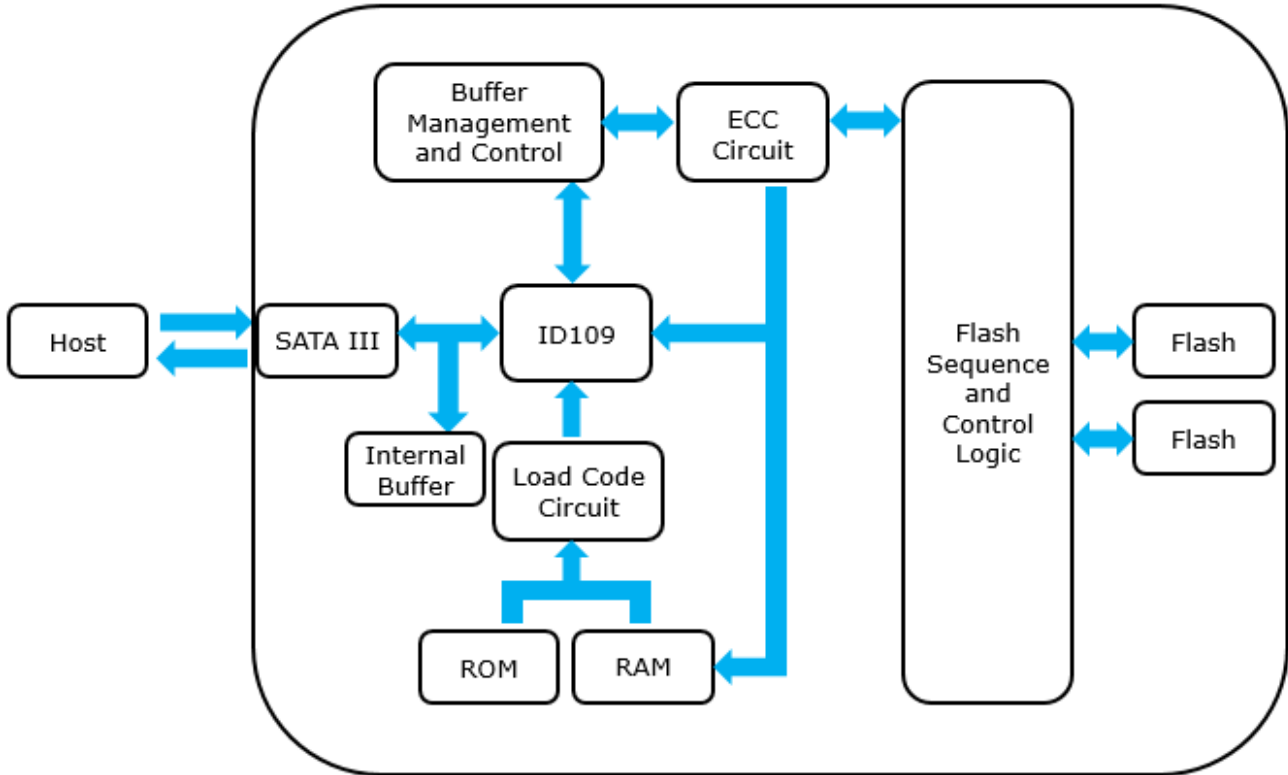 Buffer
Management
and Control
ECC
Circuit
Host
SATA III
ID109
Flash
Sequence
and
Control
Logic
Flash
Flash
Internal
Buffer
Load Code
Circuit
ROM
RAM